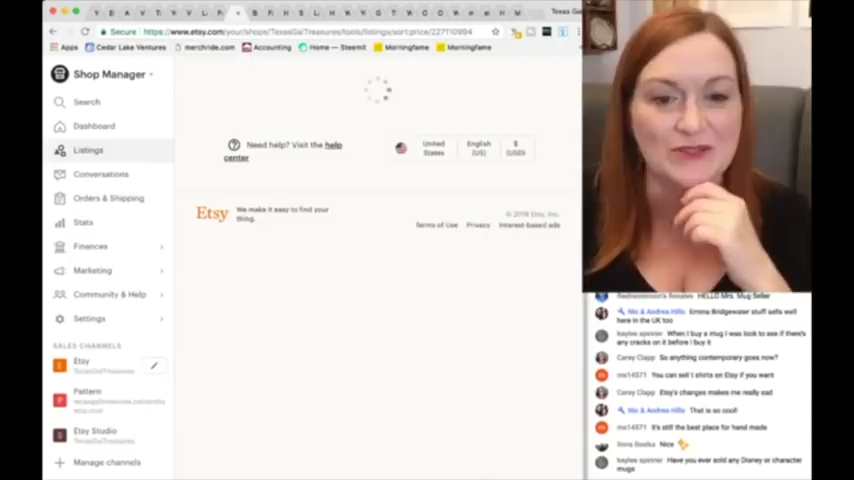 Texas Ga
Secure
https://www.etsy.com/your/shops/TexasGalTreasures/tools/listings/sort:price/227110994
Apps
Cedar Lake Ventures
merchride.com
Accounting
Home — Steemit
Morningfame
Morningfame
Shop Manager
Search
Dashboard
Listings
Conversations
Orders & Shipping
Stats
Finances
Marketing
Community & Help
Settings
SALES CHANNELS
Etsy
TexasGalTreasures
Pattern
texasgaltreasures.patternby
etsy.com
Etsy Studio
TexasGalTreasures
Manage channels
Need help? Visit the help
center
United
States
English
(US)
$
(USD)
Etsy
We make it easy to find your
thing.
© 2018 Etsy, Inc.
Terms of Use
Privacy
Interest-based ads
HELLO Mrs. Mug Seller
Nic & Andrea Hills Emma Bridgewater stuff sells well
here in the UK too
kaylee spinner When I buy a mug I was look to see if there's
any cracks on it before I buy it
Carey Clapp So anything contemporary goes now?
ms14571 You can sell t shirts on Etsy if you want
Carey Clapp Etsy's changes makes me really sad
Nic & Andrea Hills That is so cool!
ms14571 it's still the best place for hand made
Nice
kaylee spinner Have you ever sold any Disney or character
mugs